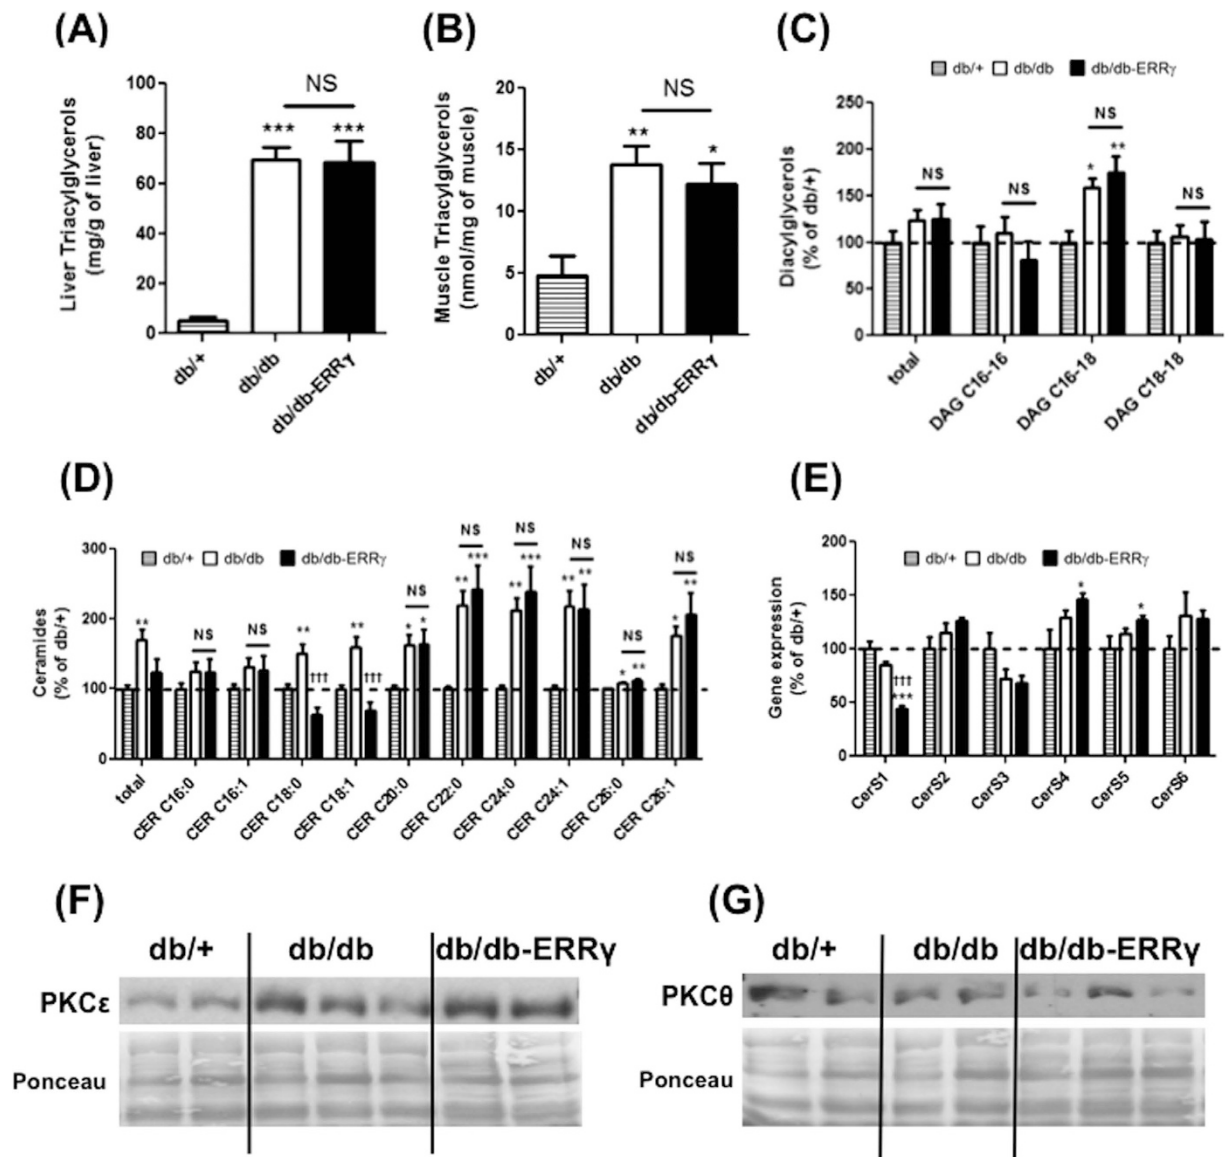 (A)
Liver Triacylglycerols
(mg/g of liver)
100
80
60
40
20
0
NS
***
***
db/+
db/db
db/db-ERRγ
(B)
Muscle Triacylglycerols
(nmol/mg of muscle)
20
15
10
5
0
NS
**
*
db/+
db/db
db/db-ERRγ
(C)
db/+ db/db db/db-ERRγ
Diacylglycerols
(% of db/+)
250
200
150
100
50
0
NS
NS
NS
*
**
NS
total
DAG C16-16
DAG C16-18
DAG C18-18
(D)
db/+ db/db db/db-ERRγ
Ceramides
(% of db/+)
300
200
100
0
**
NS
NS
**
†††
**
†††
NS
*
*
NS
**
***
NS
**
***
NS
**
**
NS
*
**
NS
*
**
total
CER C16:0
CER C16:1
CER C18:0
CER C18:1
CER C20:0
CER C22:0
CER C24:0
CER C24:1
CER C26:0
CER C26:1
(E)
db/+ db/db db/db-ERRγ
Gene expression
(% of db/+)
200
150
100
50
0
†††
***
*
*
CerS1
CerS2
CerS3
CerS4
CerS5
CerS6
(F)
db/+ db/db db/db-ERRγ
PKCε
Ponceau
(G)
db/+ db/db db/db-ERRγ
PKCθ
Ponceau